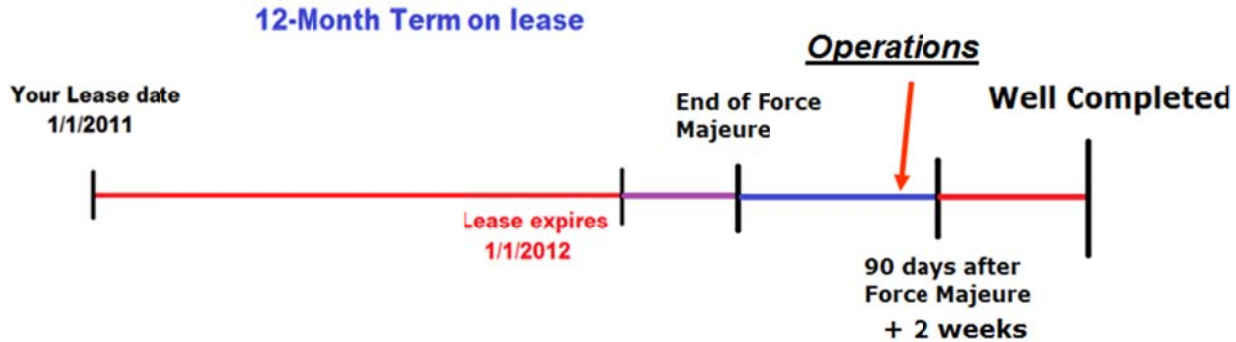 12-Month Term on lease
Operations
Your Lease date
1/1/2011
End of Force
Majeure
Well Completed
Lease expires
1/1/2012
90 days after
Force Majeure
+ 2 weeks